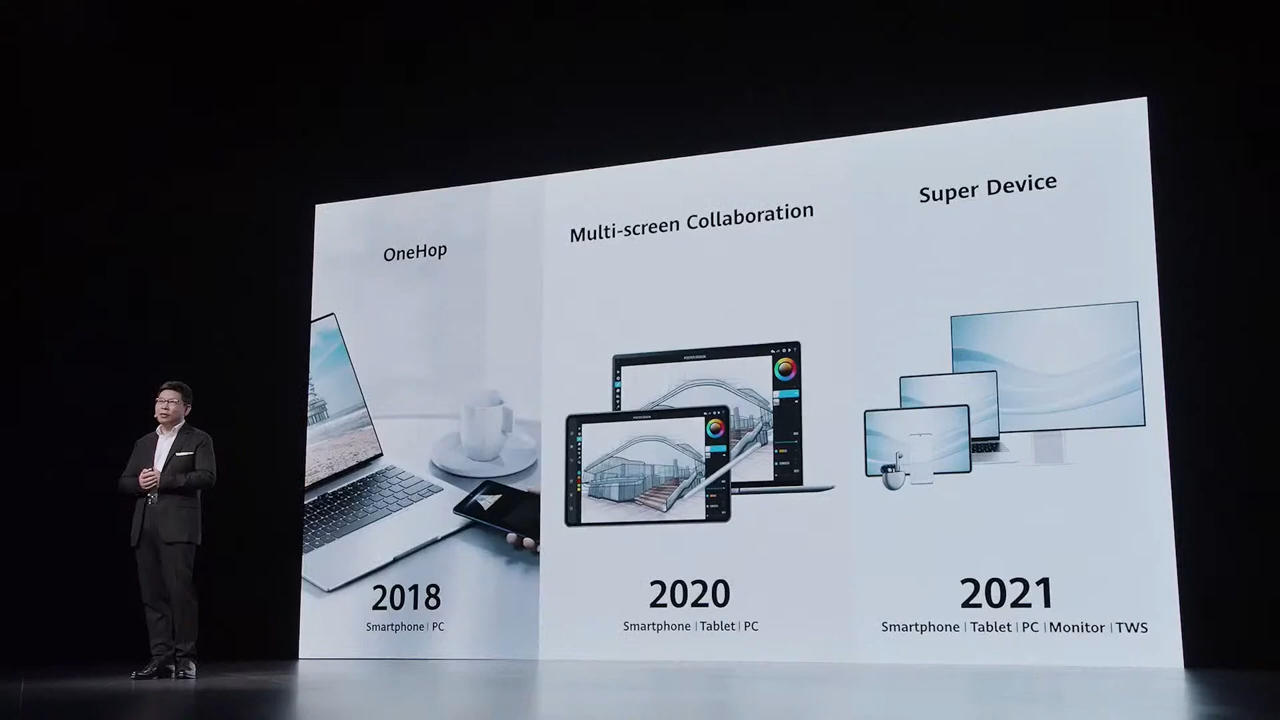 OneHop
2018
Smartphone | PC
Multi-screen Collaboration
2020
Smartphone | Tablet | PC
Super Device
2021
Smartphone | Tablet | PC | Monitor | TWS